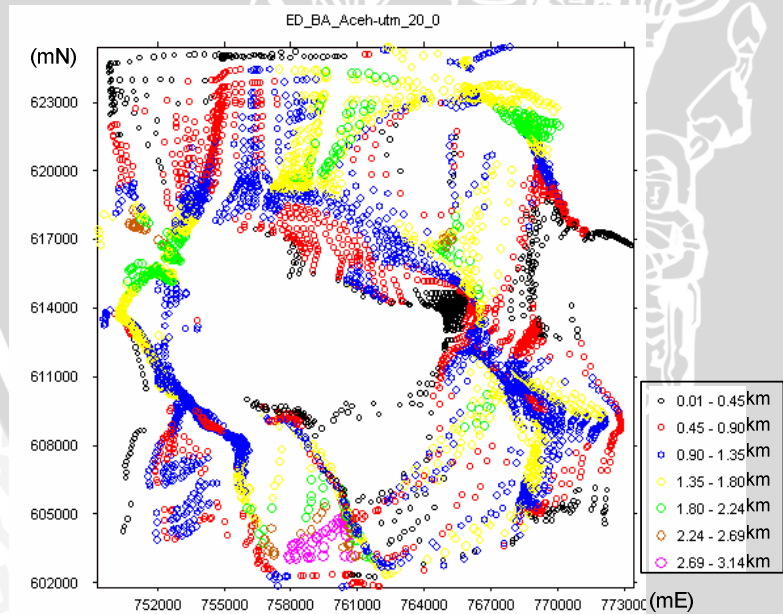 ED_BA_Aceh-utm_20_0
(mN)
623000
620000
617000
614000
611000
608000
605000
602000
752000 755000 758000 761000 764000 767000 770000 773000
(mE)
0.01 - 0.45km
0.45 - 0.90km
0.90 - 1.35km
1.35 - 1.80km
1.80 - 2.24km
2.24 - 2.69km
2.69 - 3.14km